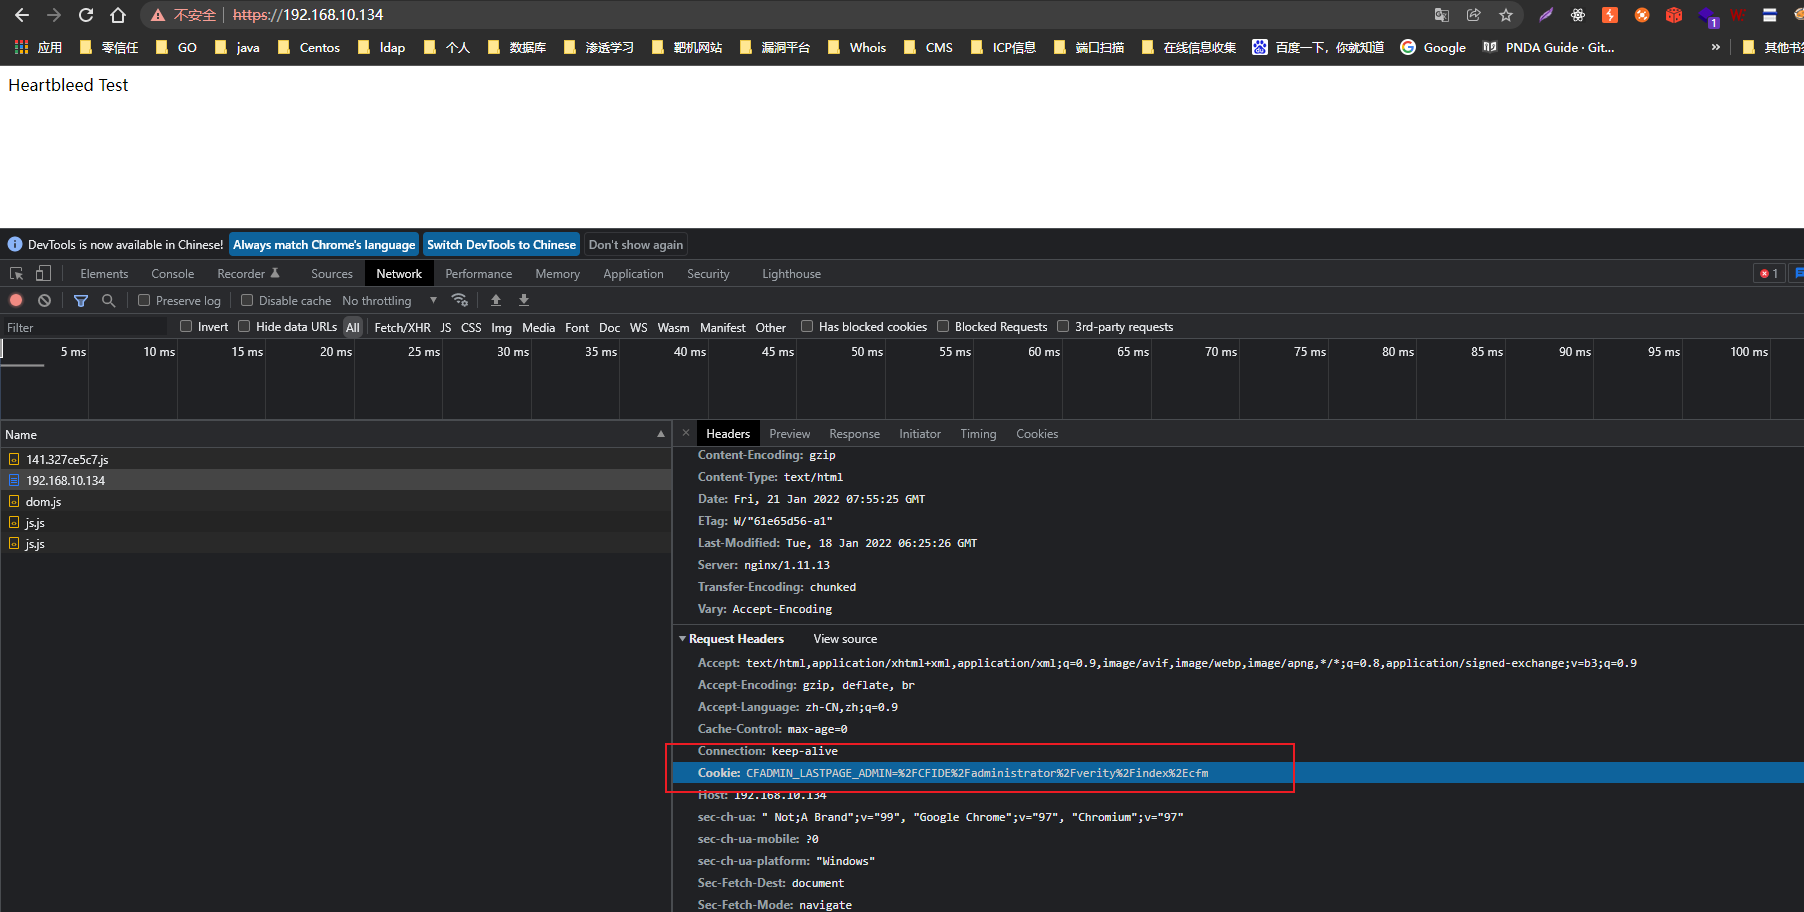 不安全 https://192.168.10.134
应用 零信任 GO java Centos ldap 个人 数据库 渗透学习 靶机网站 漏洞平台 Whois CMS ICP信息 端口扫描 在线信息收集 百度一下，你就知道 Google PNDA Guide · Git... » 其他书签
Heartbleed Test
DevTools is now available in Chinese! Always match Chrome's language Switch DevTools to Chinese Don't show again
Elements Console Recorder Sources Network Performance Memory Application Security Lighthouse 1
Preserve log Disable cache No throttling
Filter Invert Hide data URLs All Fetch/XHR JS CSS Img Media Font Doc WS Wasm Manifest Other Has blocked cookies Blocked Requests 3rd-party requests
5 ms 10 ms 15 ms 20 ms 25 ms 30 ms 35 ms 40 ms 45 ms 50 ms 55 ms 60 ms 65 ms 70 ms 75 ms 80 ms 85 ms 90 ms 95 ms 100 ms
Name
141.327ce5c7.js
192.168.10.134
dom.js
js.js
js.js
× Headers Preview Response Initiator Timing Cookies
Content-Encoding: gzip
Content-Type: text/html
Date: Fri, 21 Jan 2022 07:55:25 GMT
ETag: W/"61e65d56-a1"
Last-Modified: Tue, 18 Jan 2022 06:25:26 GMT
Server: nginx/1.11.13
Transfer-Encoding: chunked
Vary: Accept-Encoding
Request Headers View source
Accept: text/html,application/xhtml+xml,application/xml;q=0.9,image/avif,image/webp,image/apng,*/*;q=0.8,application/signed-exchange;v=b3;q=0.9
Accept-Encoding: gzip, deflate, br
Accept-Language: zh-CN,zh;q=0.9
Cache-Control: max-age=0
Connection: keep-alive
Cookie: CFADMIN_LASTPAGE_ADMIN=%2FCFIDE%2Fadministrator%2Fverity%2Findex%2Ecfm
Host: 192.168.10.134
sec-ch-ua: " Not;A Brand";v="99", "Google Chrome";v="97", "Chromium";v="97"
sec-ch-ua-mobile: ?0
sec-ch-ua-platform: "Windows"
Sec-Fetch-Dest: document
Sec-Fetch-Mode: navigate